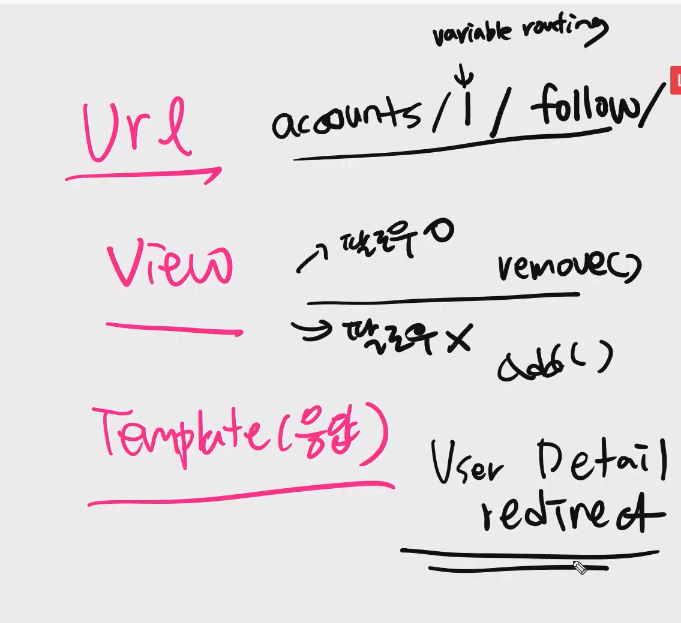 variable routing
Url
acounts/1/follow/
View
팔로우 O
remove()
팔로우 X
add()
Template(응답)
User Detail
redirect